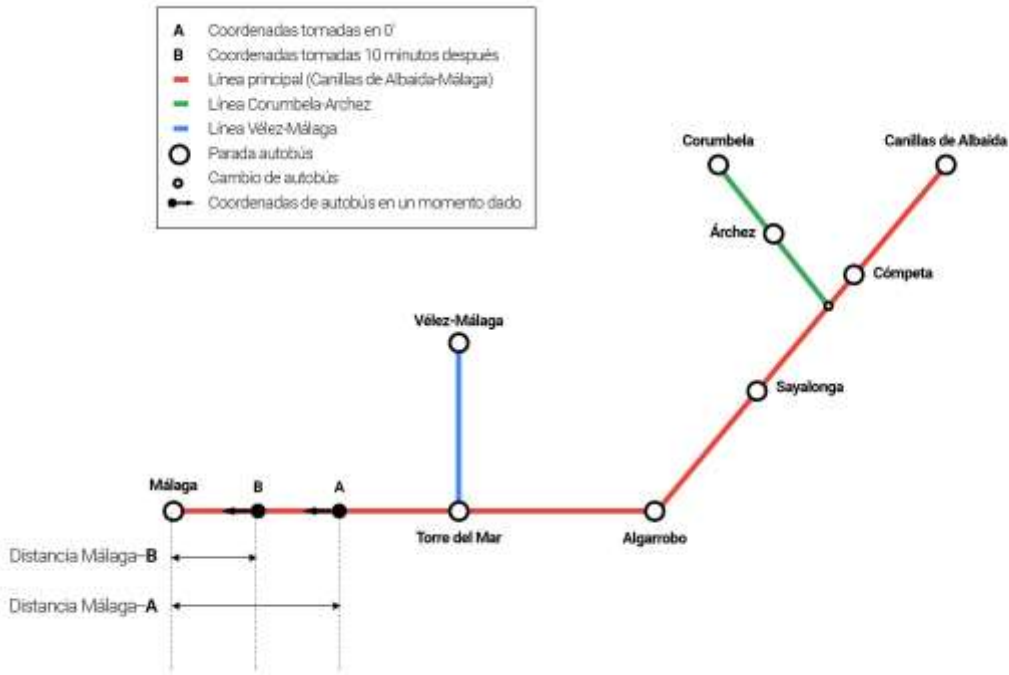 A Coordenadas tomadas en 0'
B Coordenadas tomadas 10 minutos después
Línea principal (Canillas de Albaida-Málaga)
Línea Corumbela-Archez
Línea Vélez-Málaga
Parada autobús
Cambio de autobús
Coordenadas de autobús en un momento dado
Corumbela
Canillas de Albaida
Árchez
Cómpeta
Vélez-Málaga
Sayalonga
Málaga
B
A
Torre del Mar
Algarrobo
Distancia Málaga-B
Distancia Málaga-A